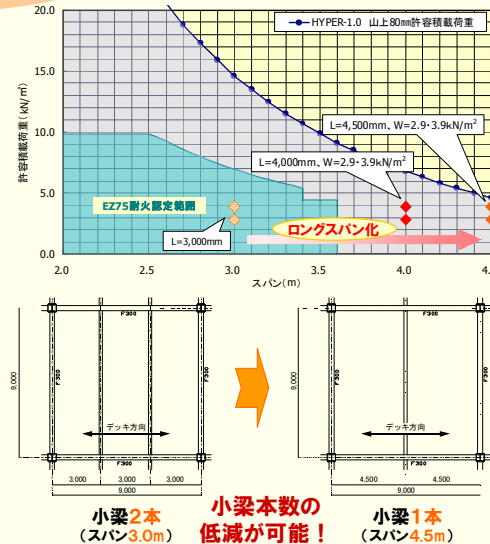 20.0
15.0
10.0
5.0
0.0
許容積載荷重(kN/㎡)
HYPER-1.0 山上80mm許容積載荷重
L=4,500mm、W=2.9・3.9kN/m²
L=4,000mm、W=2.9・3.9kN/m²
EZ75耐火認定範囲
L=3,000mm
ロングスパン化
2.0 2.5 3.0 3.5 4.0 4.
スパン(m)
F300
F300
F300
9,000
デッキ方向
F300
3,000 3,000 3,000
9,000
小梁2本
(スパン3.0m)
小梁本数の
低減が可能！
F300
F300
F300
9,000
デッキ方向
F300
4,500 4,500
9,000
小梁1本
(スパン4.5m)